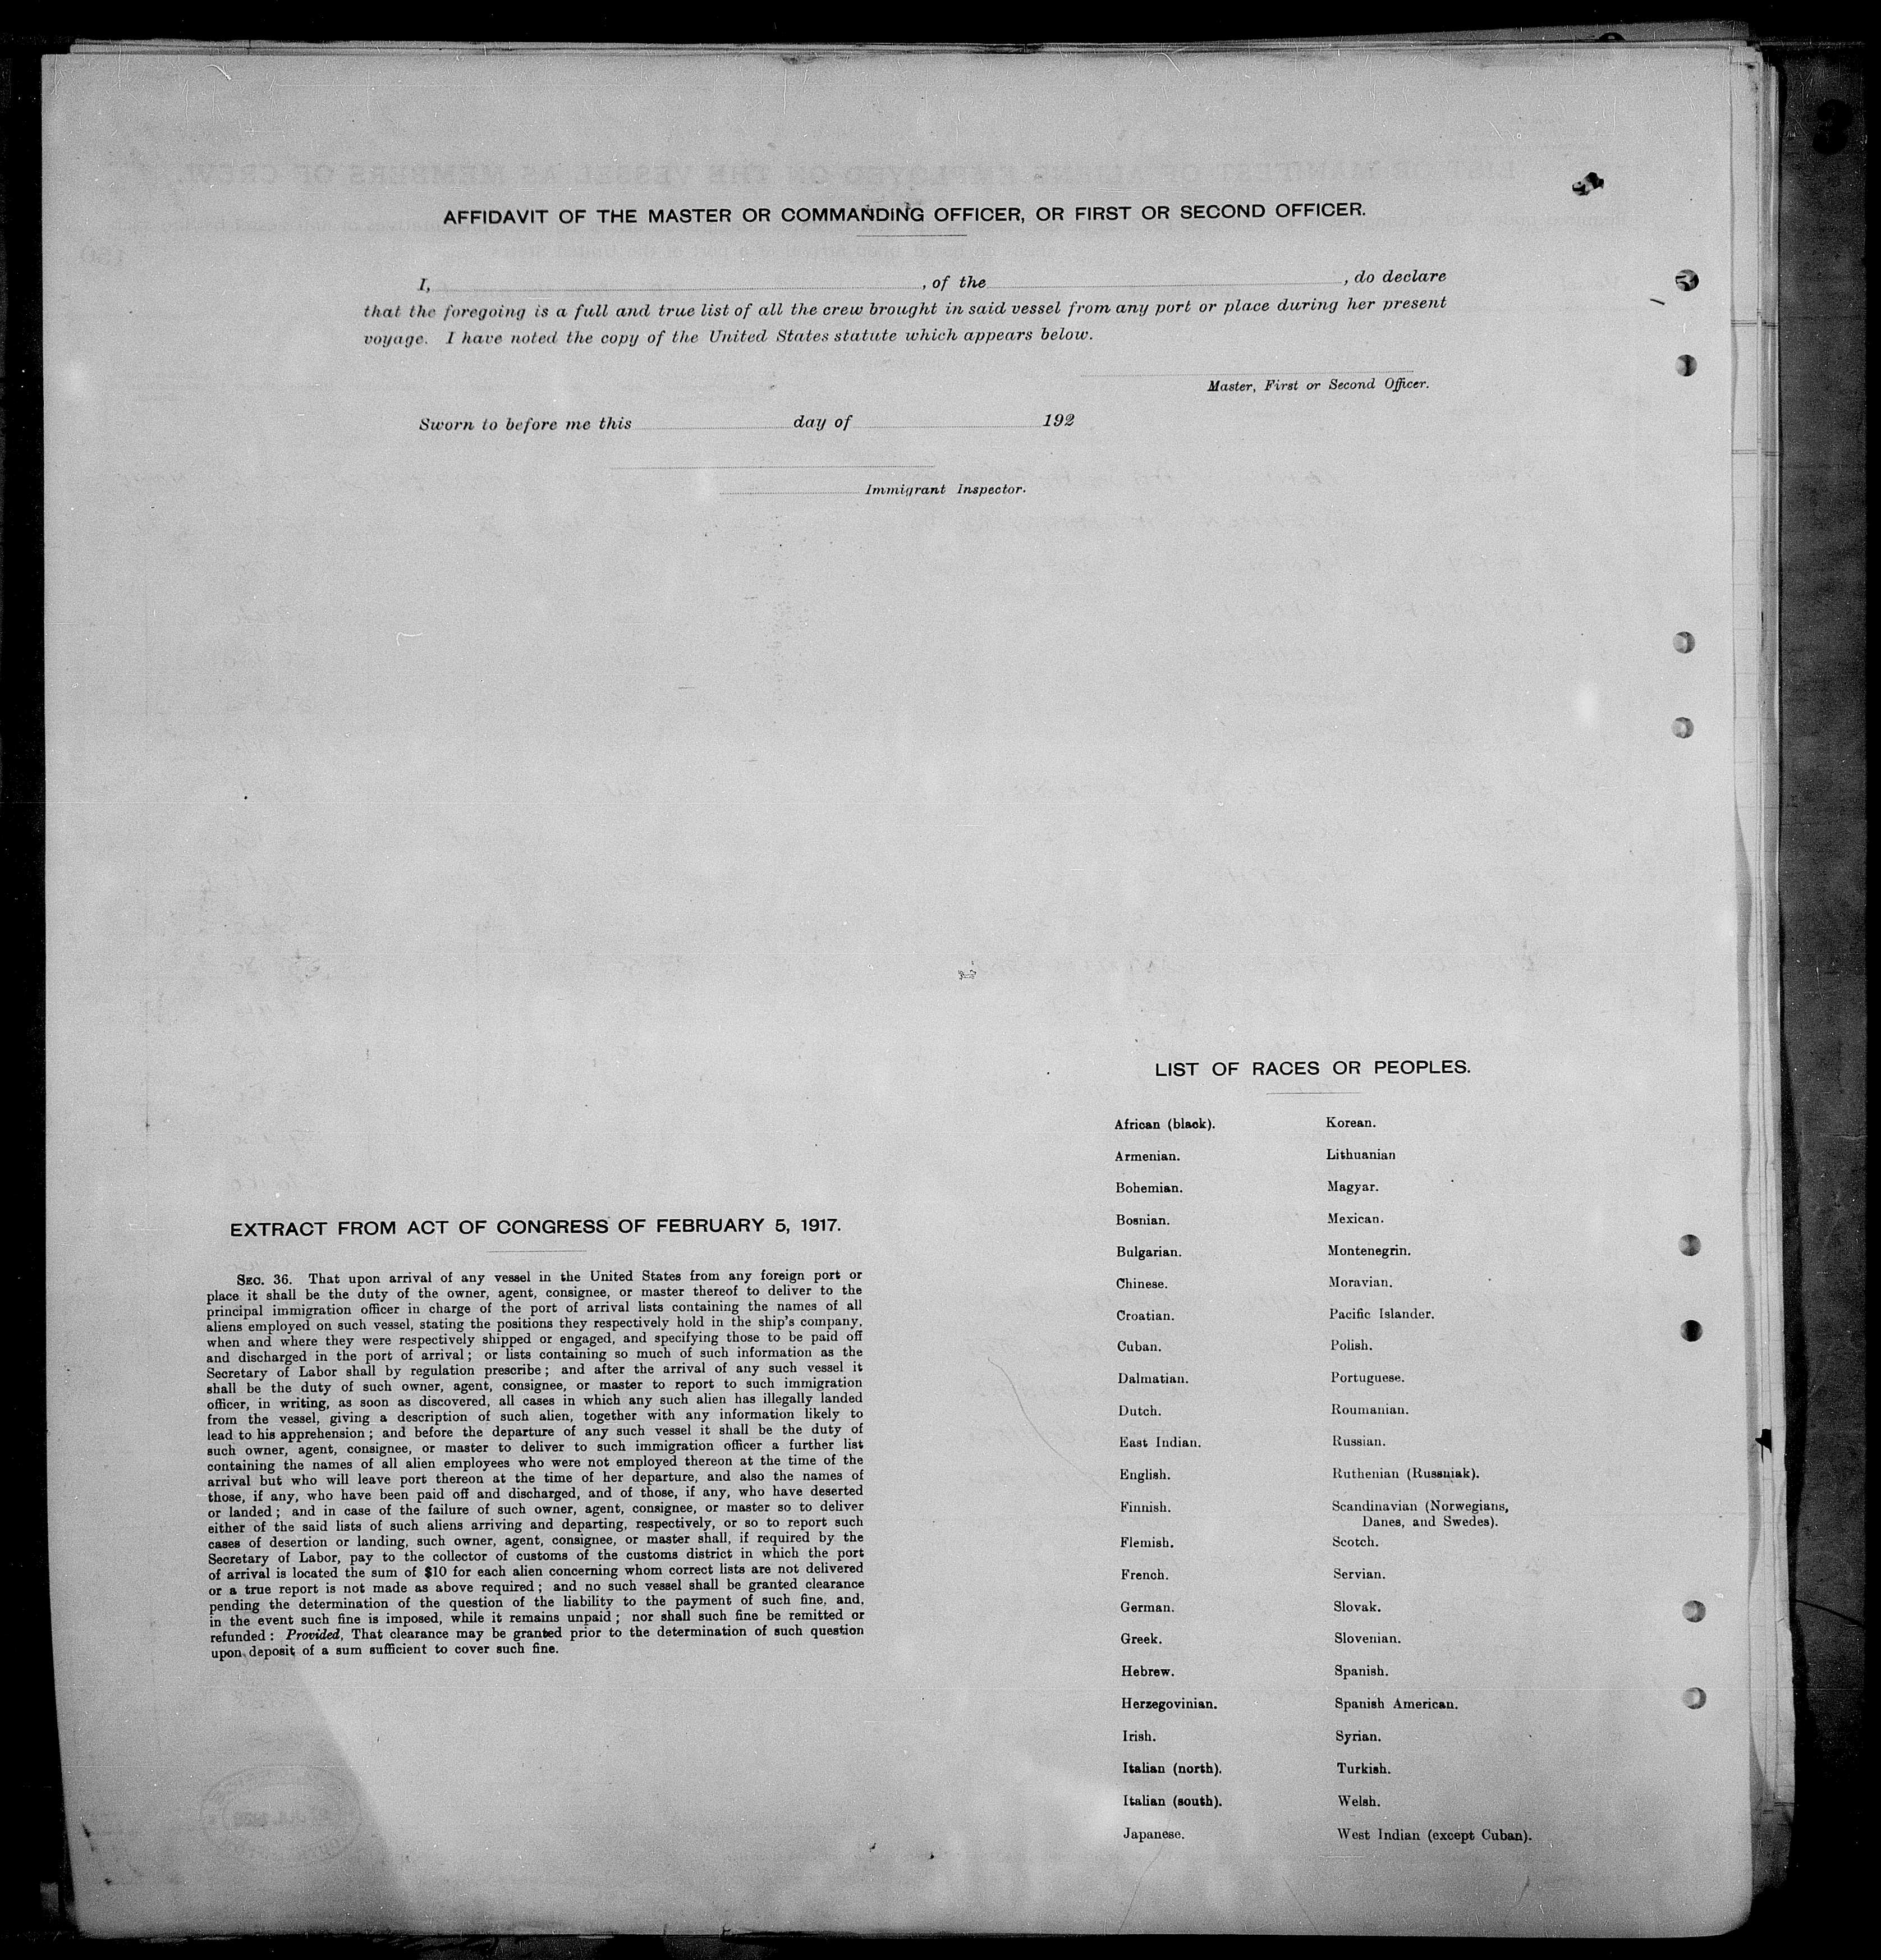 AFFIDAVIT OF THE MASTER OR COMMANDING OFFICER, OR FIRST OR SECOND OFFICER.
I, , of the , do declare
that the foregoing is a full and true list of all the crew brought in said vessel from any port or place during her present
voyage. I have noted the copy of the United States statute which appears below.
Master, First or Second Officer.
Sworn to before me this day of 192
Immigrant Inspector.
EXTRACT FROM ACT OF CONGRESS OF FEBRUARY 5, 1917.
SEC. 36. That upon arrival of any vessel in the United States from any foreign port or
place it shall be the duty of the owner, agent, consignee, or master thereof to deliver to the
principal immigration officer in charge of the port of arrival lists containing the names of all
aliens employed on such vessel, stating the positions they respectively hold in the ship's company,
when and where they were respectively shipped or engaged, and specifying those to be paid off
and discharged in the port of arrival; or lists containing so much of such information as the
Secretary of Labor shall by regulation prescribe; and after the arrival of any such vessel it
shall be the duty of such owner, agent, consignee, or master to report to such immigration
officer, in writing, as soon as discovered, all cases in which any such alien has illegally landed
from the vessel, giving a description of such alien, together with any information likely to
lead to his apprehension; and before the departure of any such vessel it shall be the duty of
such owner, agent, consignee, or master to deliver to such immigration officer a further list
containing the names of all alien employees who were not employed thereon at the time of the
arrival but who will leave port thereon at the time of her departure, and also the names of
those, if any, who have been paid off and discharged, and of those, if any, who have deserted
or landed; and in case of the failure of such owner, agent, consignee, or master so to deliver
either of the said lists of such aliens arriving and departing, respectively, or so to report such
cases of desertion or landing, such owner, agent, consignee, or master shall, if required by the
Secretary of Labor, pay to the collector of customs of the customs district in which the port
of arrival is located the sum of $10 for each alien concerning whom correct lists are not delivered
or a true report is not made as above required; and no such vessel shall be granted clearance
pending the determination of the question of the liability to the payment of such fine, and,
in the event such fine is imposed, while it remains unpaid; nor shall such fine be remitted or
refunded: Provided, That clearance may be granted prior to the determination of such question
upon deposit of a sum sufficient to cover such fine.
LIST OF RACES OR PEOPLES.
African (black).
Armenian.
Bohemian.
Bosnian.
Bulgarian.
Chinese.
Croatian.
Cuban.
Dalmatian.
Dutch.
East Indian.
English.
Finnish.
Flemish.
French.
German.
Greek.
Hebrew.
Herzegovinian.
Irish.
Italian (north).
Italian (south).
Japanese.
Korean.
Lithuanian
Magyar.
Mexican.
Montenegrin.
Moravian.
Pacific Islander.
Polish.
Portuguese.
Roumanian.
Russian.
Ruthenian (Russniak).
Scandinavian (Norwegians,
Danes, and Swedes).
Scotch.
Servian.
Slovak.
Slovenian.
Spanish.
Spanish American.
Syrian.
Turkish.
Welsh.
West Indian (except Cuban).